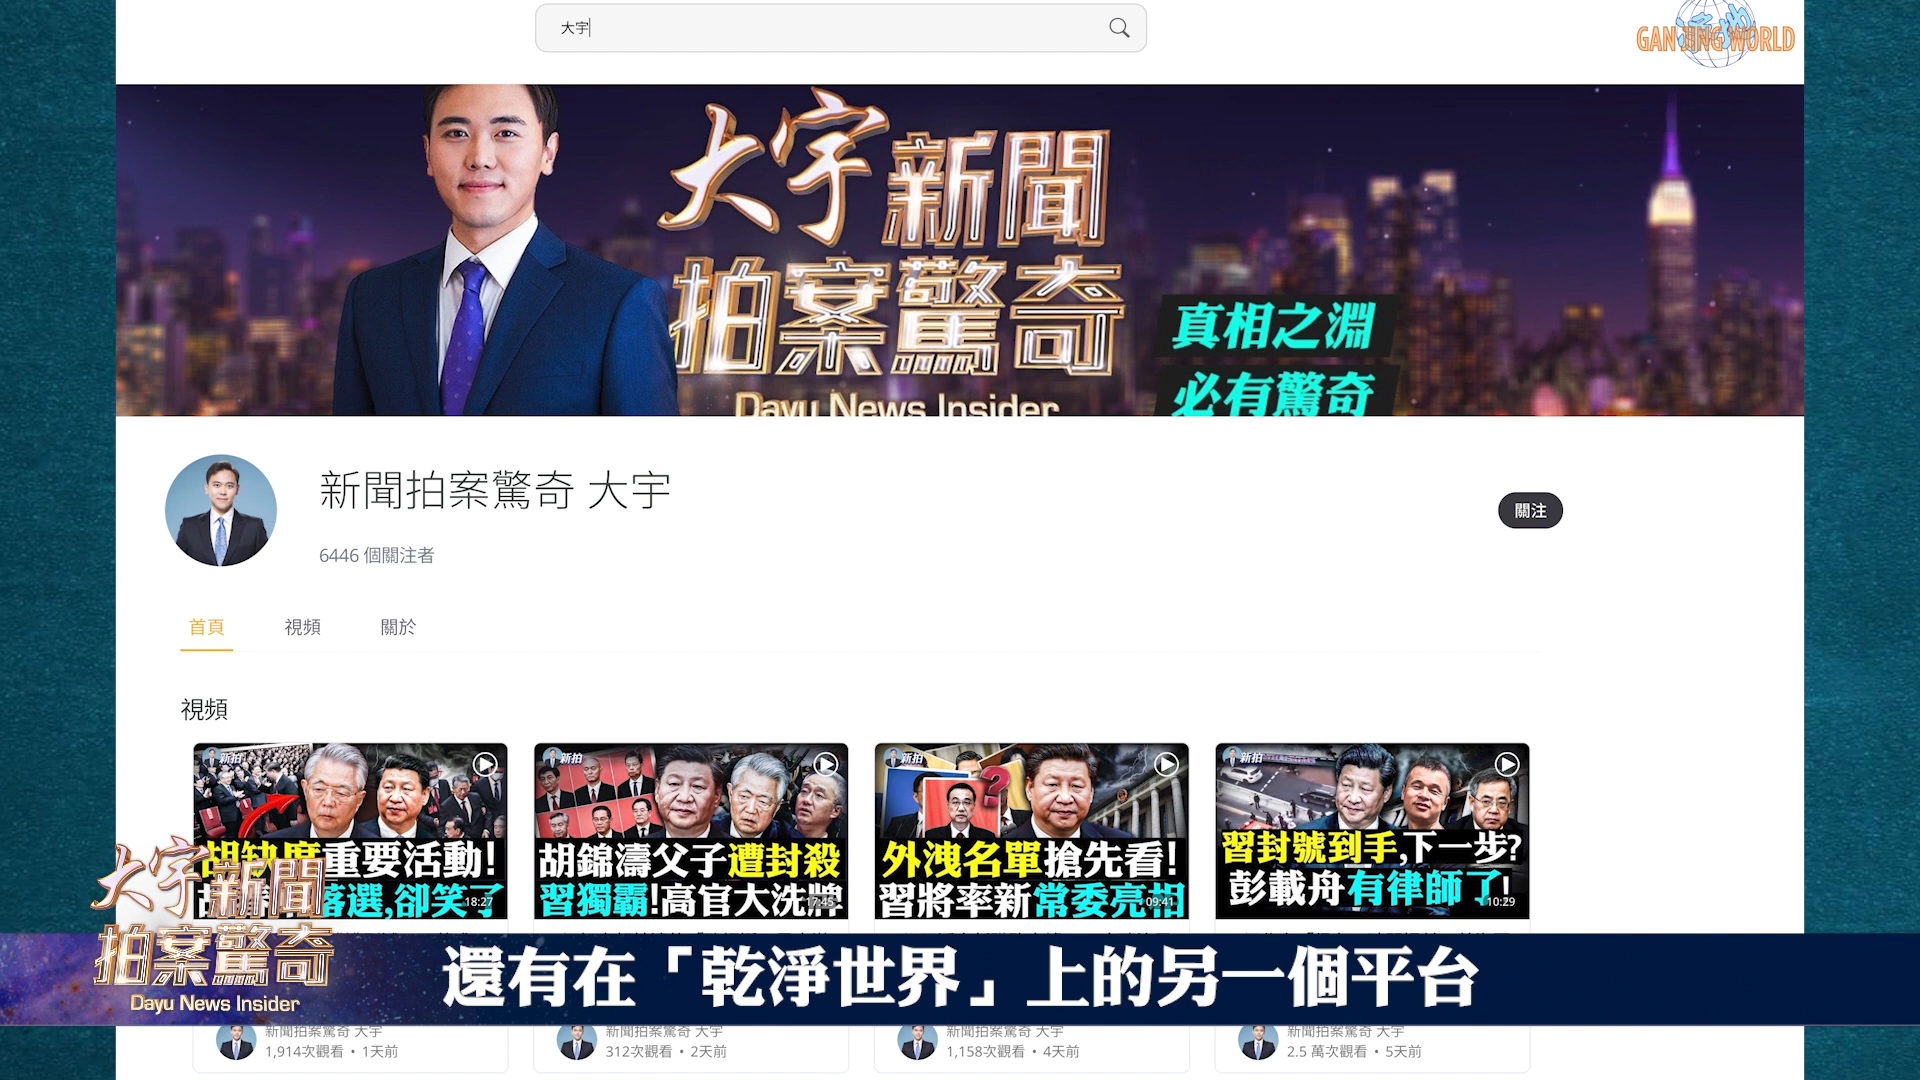 大宇
GAN JING WORLD
大宇新聞
拍案驚奇
Dayu News Insider
真相之淵
必有驚奇
新聞拍案驚奇 大宇
6446 個關注者
關注
首頁
視頻
關於
視頻
新拍
重要活動!
落選,卻笑了
18:27
新拍
胡錦濤父子遭封殺
習獨霸!高官大洗牌
17:45
新拍
外洩名單搶先看!
習將率新常委亮相
09:41
新拍
習封號到手,下一步?
彭載舟有律師了!
10:29
大宇新聞
拍案驚奇
Dayu News Insider
還有在「乾淨世界」上的另一個平台
新聞拍案驚奇 大宇
1,914次觀看 • 1天前
新聞拍案驚奇 大宇
312次觀看 • 2天前
新聞拍案驚奇 大宇
1,158次觀看 • 4天前
新聞拍案驚奇 大宇
2.5 萬次觀看 • 5天前